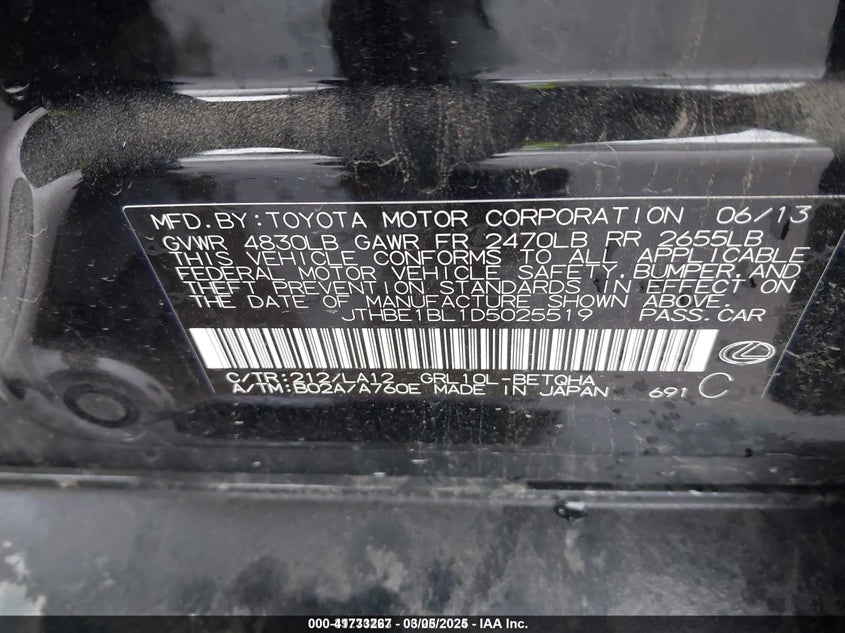 MFD.BY:TOYOTA MOTOR CORPORATION 06/13
GVWR 4830LB GAWR FR 2470LB RR 2655LB
THIS VEHICLE CONFORMS TO ALL APPLICABLE
FEDERAL MOTOR VEHICLE SAFETY, BUMPER, AND
THEFT PREVENTION STANDARDS IN EFFECT ON
THE DATE OF MANUFACTURE SHOWN ABOVE.
JTHBE1BL1D5025519 PASS.CAR
C/TR:212/LA12 GRL10L-BETQHA
A/TM:B02A/A760E MADE IN JAPAN 691 C
- IAA Inc.